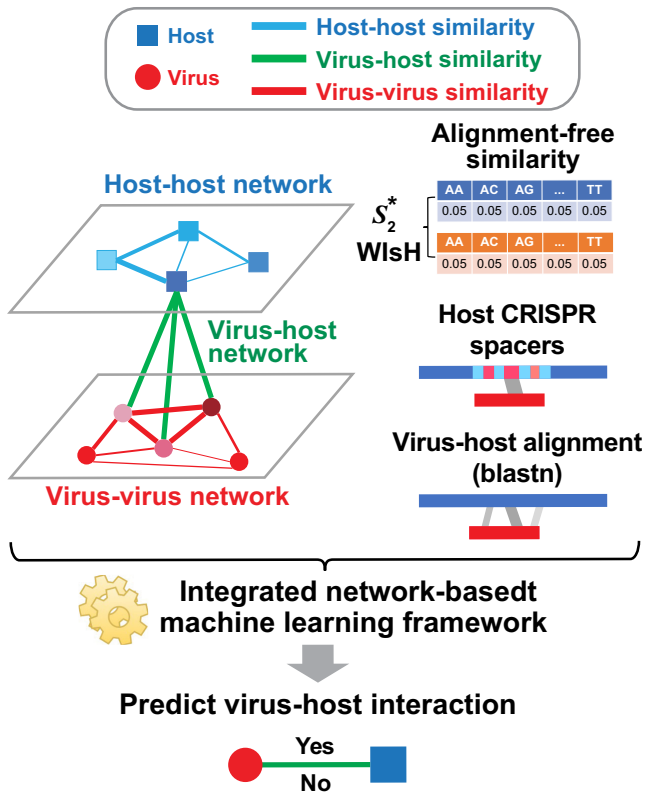 Host
Virus
Host-host similarity
Virus-host similarity
Virus-virus similarity
Alignment-free
similarity
Host-host network
S₂*
WIsH
AA AC AG ... TT
0.05 0.05 0.05 0.05 0.05
AA AC AG ... TT
0.05 0.05 0.05 0.05 0.05
Virus-host
network
Host CRISPR
spacers
Virus-host alignment
(blastn)
Virus-virus network
Integrated network-basedt
machine learning framework
Predict virus-host interaction
Yes
No